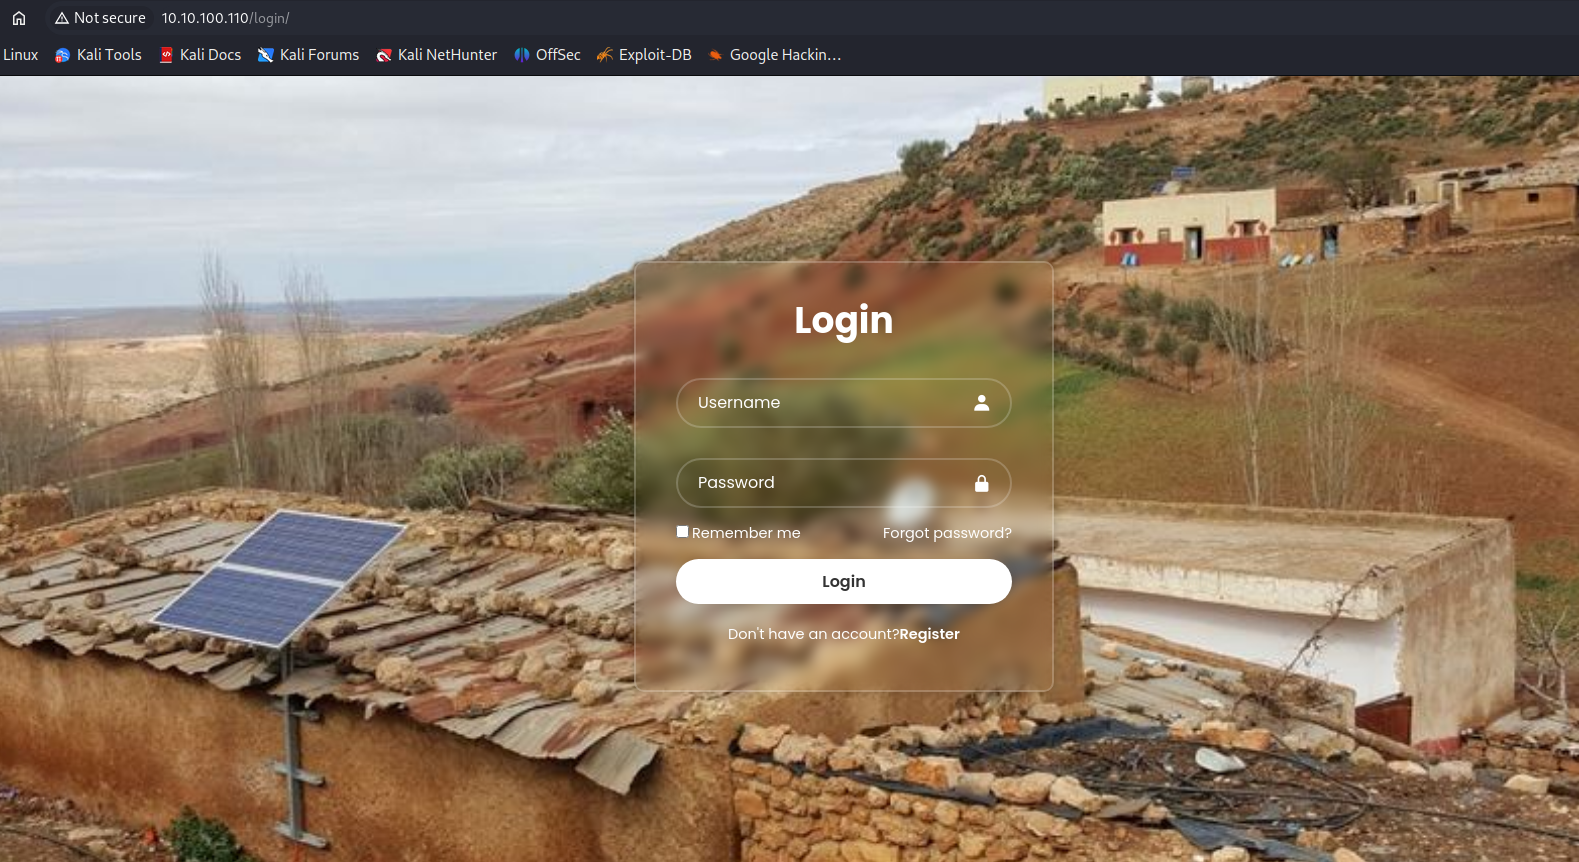 Not secure 10.10.100.110/login/
Linux Kali Tools Kali Docs Kali Forums Kali NetHunter OffSec Exploit-DB Google Hackin…
Login
Username
Password
Remember me Forgot password?
Login
Don't have an account?Register